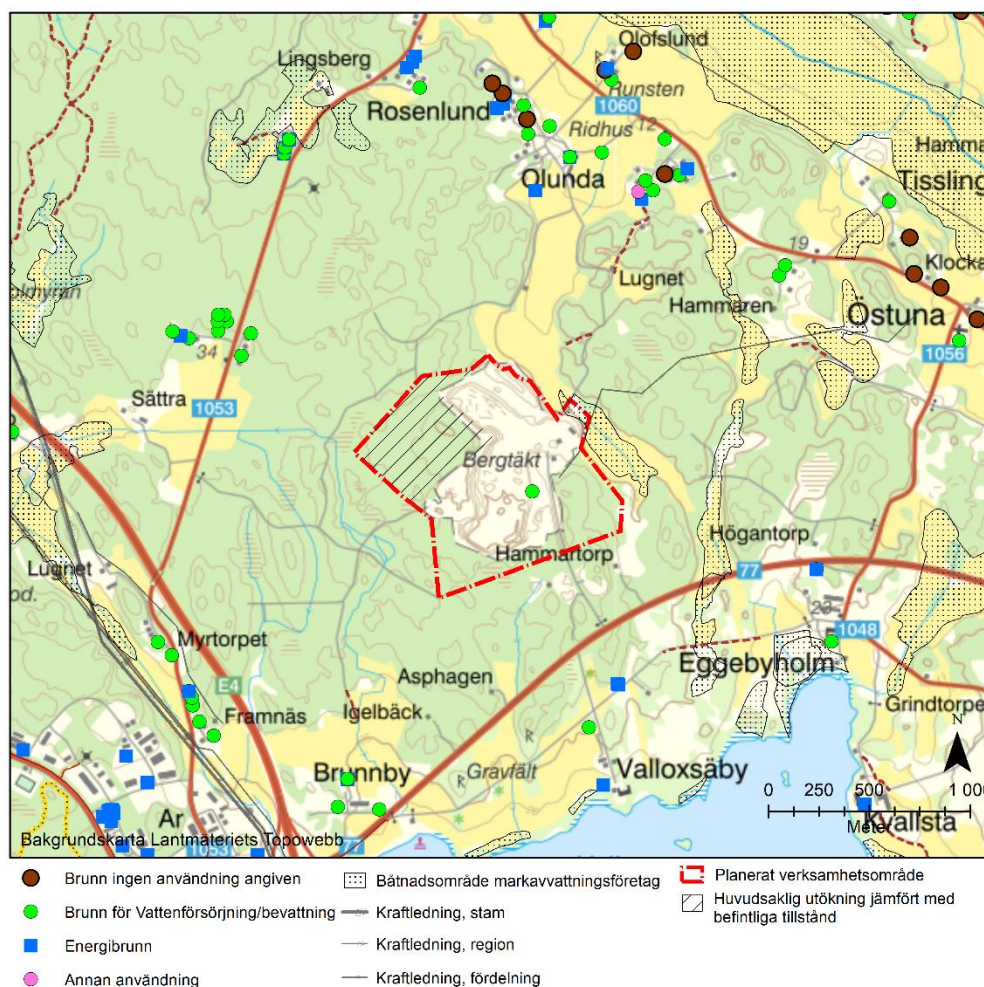 Olofslund
Lingsberg
Rosenlund
Runsten
1060
12
Ridhus
Hamma
Tissling
Olunda
19
Lugnet
Klocka
Hammaren
Östuna
34
1056
Sättra
1053
Bergtäkt
Högantorp
Hammartorp
Lugnet
od.
77
23
1048
Myrtorpet
Eggebyholm
E4
Asphagen
Grindtorpe
Framnäs
Igelbäck
N
Brunnby
Gravfält
Valloxsäby
0 250 500 1 000
Ar
Kvallsta
Meter
Bakgrundskarta Lantmäteriets Topowebb
1053
Brunn ingen användning angiven
Båtnadsområde markavvattningsföretag
Planerat verksamhetsområde
Brunn för Vattenförsörjning/bevattning
Kraftledning, stam
Huvudsaklig utökning jämfört med
befintliga tillstånd
Energibrunn
Kraftledning, region
Annan användning
Kraftledning, fördelning